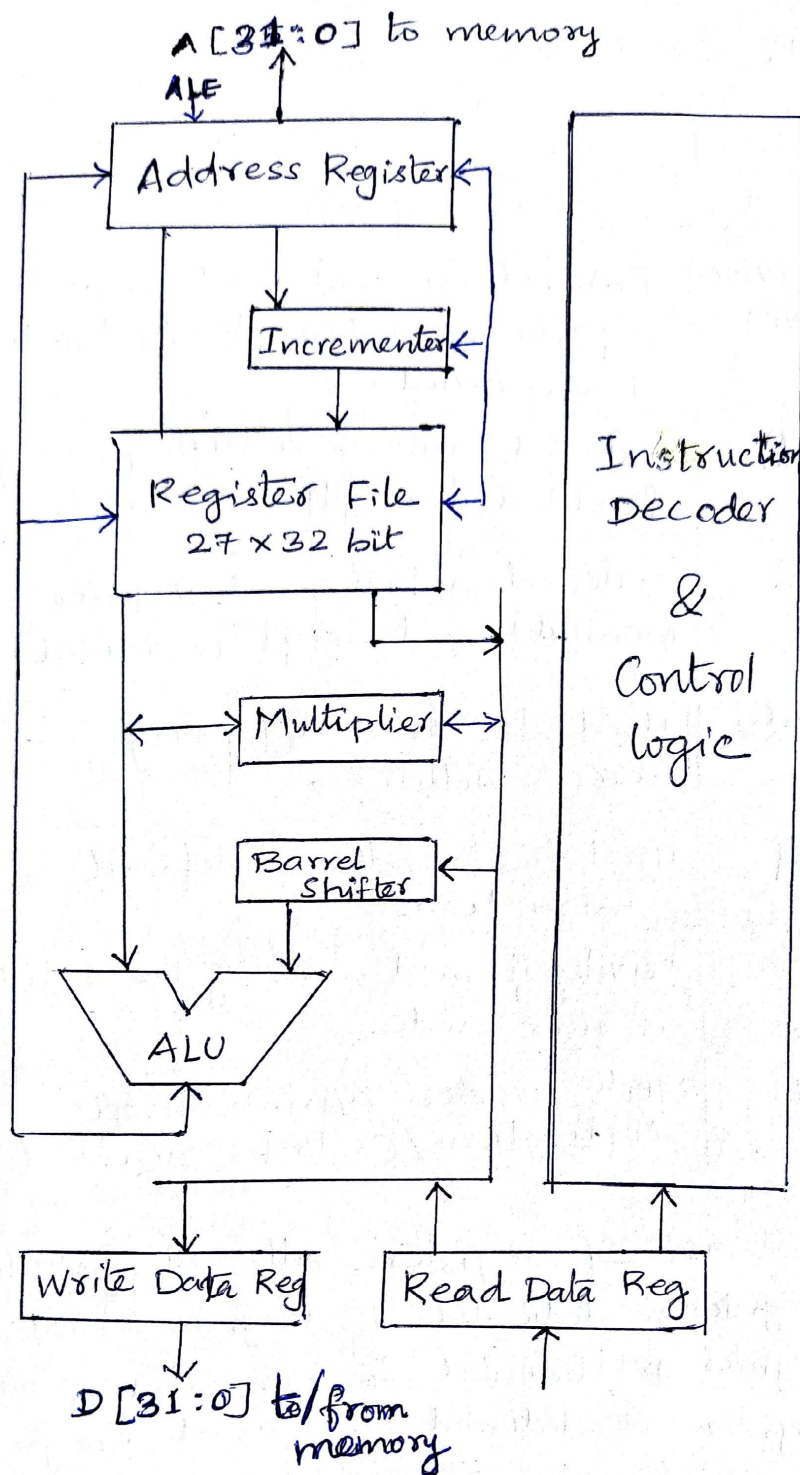 A [31:0] to memory
ALE
Address Register
Incrementer
Register File
27 x 32 bit
Instruction
Decoder
&
Control
logic
Multiplier
Barrel
Shifter
ALU
Write Data Reg
Read Data Reg
D [31:0] to/from
memory